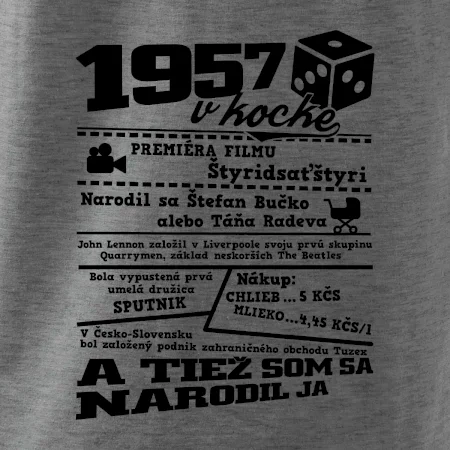 1957
v kocke
PREMIÉRA FILMU
Štyridsaťštyri
Narodil sa Štefan Bučko
alebo Táňa Radeva
John Lennon založil v Liverpoole svoju prvú skupinu
Quarrymen, základ neskorších The Beatles
Bola vypustená prvá
umelá družica
SPUTNIK
Nákup:
CHLIEB ... 5 KČS
MLIEKO...4,45 KČS/l
V Česko-Slovensku
bol založený podnik zahraničného obchodu Tuzex
A TIEŽ SOM SA
NARODIL JA